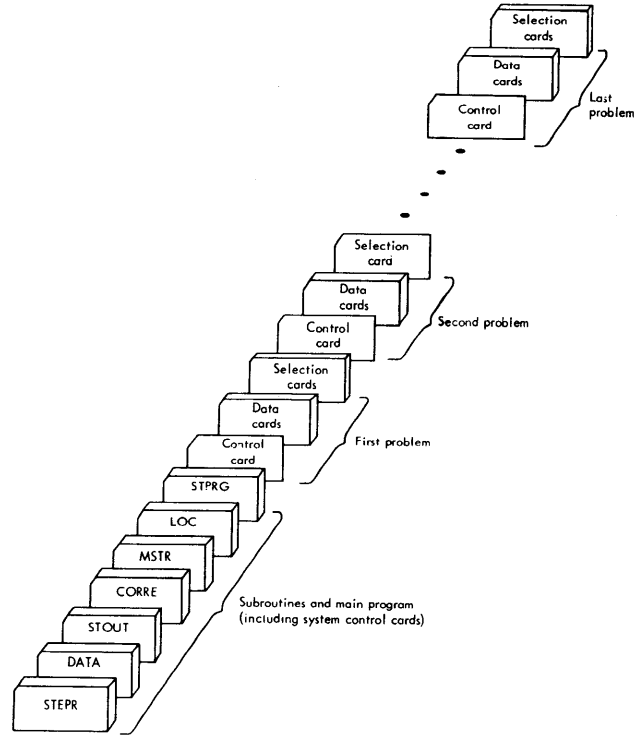 Selection
cards
Data
cards
Control
card
Last
problem
Selection
card
Data
cards
Control
card
Second problem
Selection
cards
Data
cards
Control
card
First problem
STPRG
LOC
MSTR
CORRE
STOUT
DATA
STEPR
Subroutines and main program
(including system control cards)